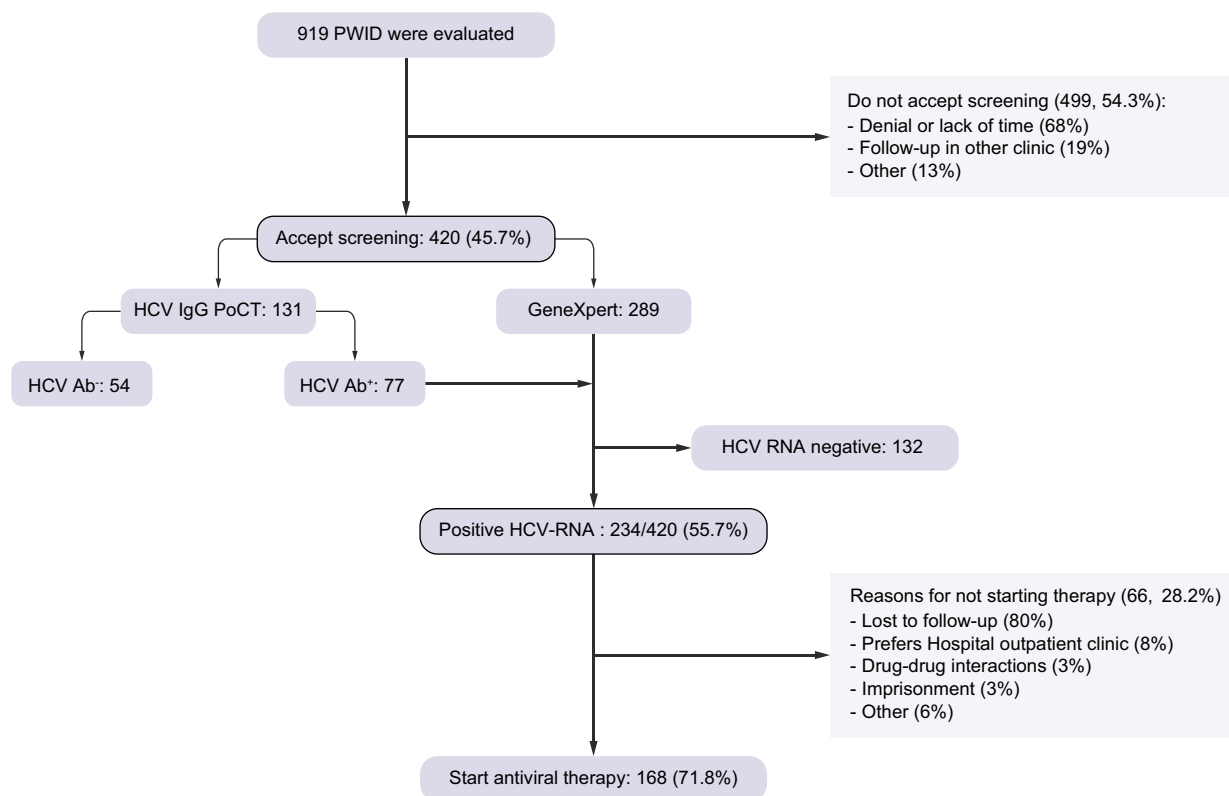 919 PWID were evaluated
Do not accept screening (499, 54.3%):
- Denial or lack of time (68%)
- Follow-up in other clinic (19%)
- Other (13%)
Accept screening: 420 (45.7%)
HCV IgG PoCT: 131
GeneXpert: 289
HCV Ab⁻: 54
HCV Ab⁺: 77
HCV RNA negative: 132
Positive HCV-RNA : 234/420 (55.7%)
Reasons for not starting therapy (66, 28.2%)
- Lost to follow-up (80%)
- Prefers Hospital outpatient clinic (8%)
- Drug-drug interactions (3%)
- Imprisonment (3%)
- Other (6%)
Start antiviral therapy: 168 (71.8%)